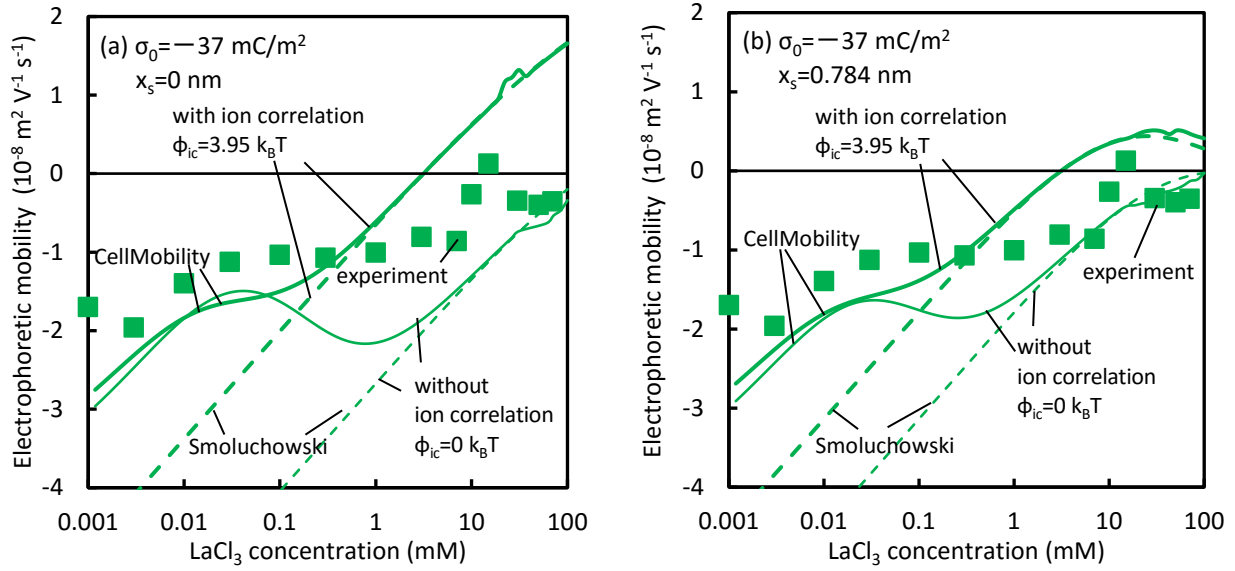 (a) σ₀=−37 mC/m²
xₛ=0 nm
with ion correlation
ϕᵢc=3.95 k_BT
CellMobility
experiment
without
ion correlation
ϕᵢc=0 k_BT
Smoluchowski
2
1
0
-1
-2
-3
-4
0.001 0.01 0.1 1 10 100
LaCl₃ concentration (mM)
Electrophoretic mobility (10⁻⁸ m² V⁻¹ s⁻¹)
(b) σ₀=−37 mC/m²
xₛ=0.784 nm
with ion correlation
ϕᵢc=3.95 k_BT
CellMobility
experiment
without
ion correlation
ϕᵢc=0 k_BT
Smoluchowski
2
1
0
-1
-2
-3
-4
0.001 0.01 0.1 1 10 100
LaCl₃ concentration (mM)
Electrophoretic mobility (10⁻⁸ m² V⁻¹ s⁻¹)